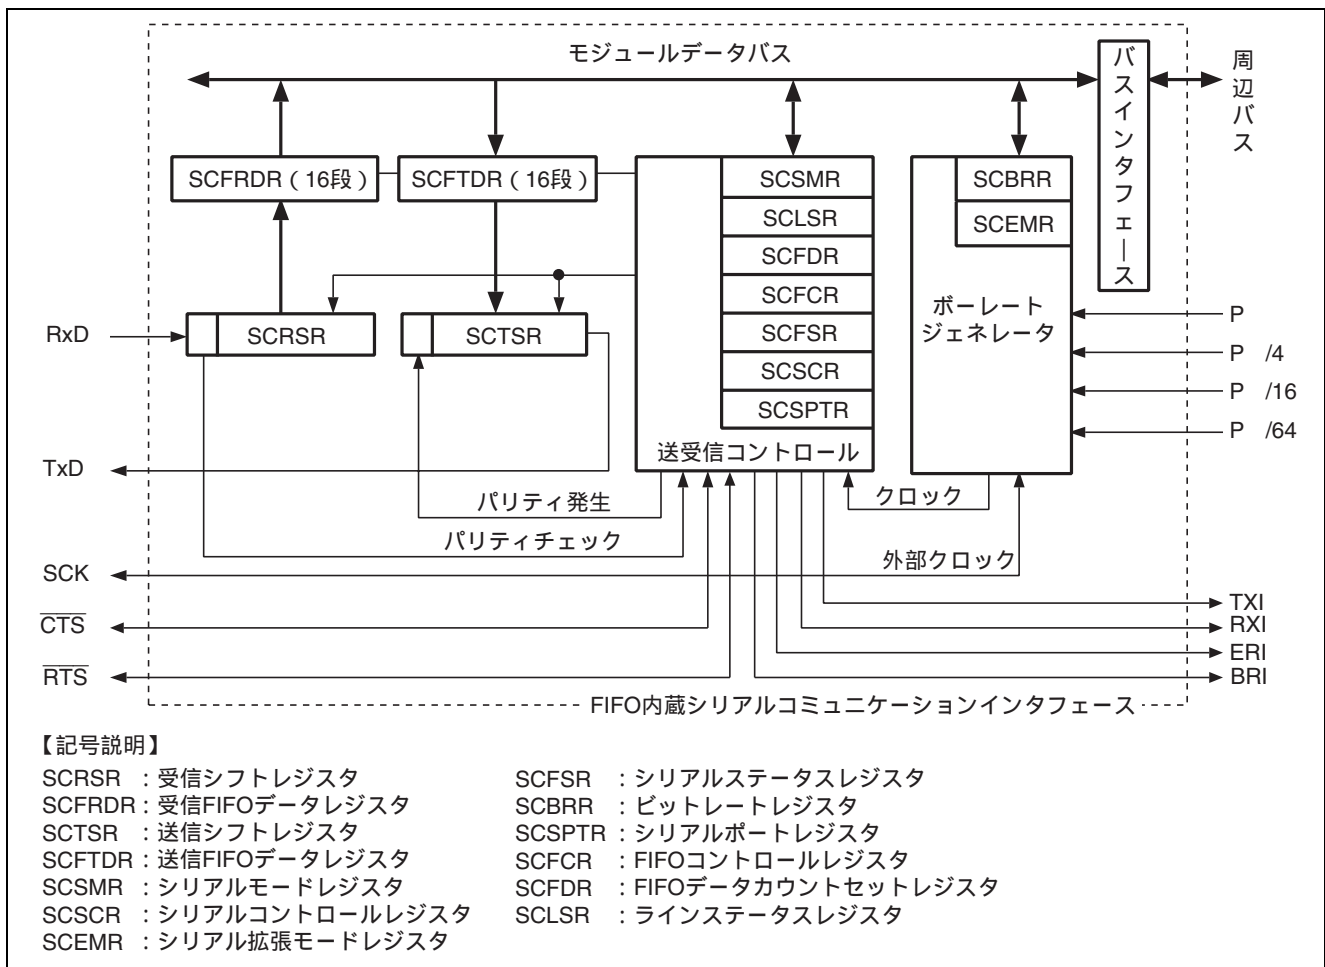 モジュールデータバス
バスインタフェース
周辺バス
SCFRDR（16段）
SCFTDR（16段）
SCSMR
SCLSR
SCFDR
SCFCR
SCFSR
SCSCR
SCSPTR
送受信コントロール
SCBRR
SCEMR
ボーレート
ジェネレータ
RxD
SCRSR
SCTSR
P
P /4
P /16
P /64
TxD
パリティ発生
パリティチェック
クロック
外部クロック
SCK
CTS
RTS
TXI
RXI
ERI
BRI
FIFO内蔵シリアルコミュニケーションインタフェース
【記号説明】
SCRSR ：受信シフトレジスタ
SCFRDR：受信FIFOデータレジスタ
SCTSR ：送信シフトレジスタ
SCFTDR：送信FIFOデータレジスタ
SCSMR ：シリアルモードレジスタ
SCSCR ：シリアルコントロールレジスタ
SCEMR ：シリアル拡張モードレジスタ
SCFSR ：シリアルステータスレジスタ
SCBRR ：ビットレートレジスタ
SCSPTR：シリアルポートレジスタ
SCFCR ：FIFOコントロールレジスタ
SCFDR ：FIFOデータカウントセットレジスタ
SCLSR ：ラインステータスレジスタ